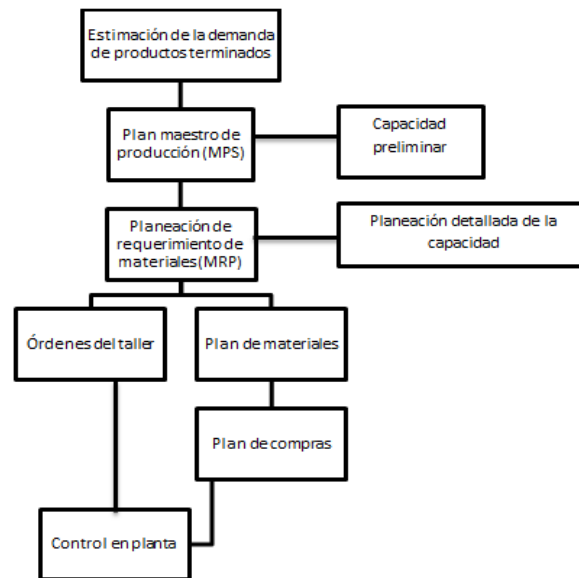 Estimación de la demanda
de productos terminados
Plan maestro de
producción (MPS)
Capacidad
preliminar
Planeación de
requerimiento de
materiales (MRP)
Planeación detallada de la
capacidad
Órdenes del taller
Plan de materiales
Plan de compras
Control en planta